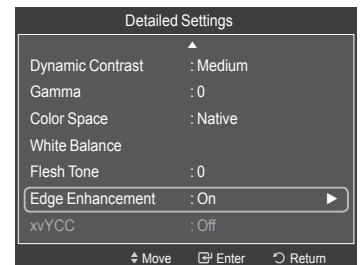 Detailed Settings
▲
Dynamic Contrast : Medium
Gamma : 0
Color Space : Native
White Balance
Flesh Tone : 0
Edge Enhancement : On ►
xvYCC : Off
Move Enter Return